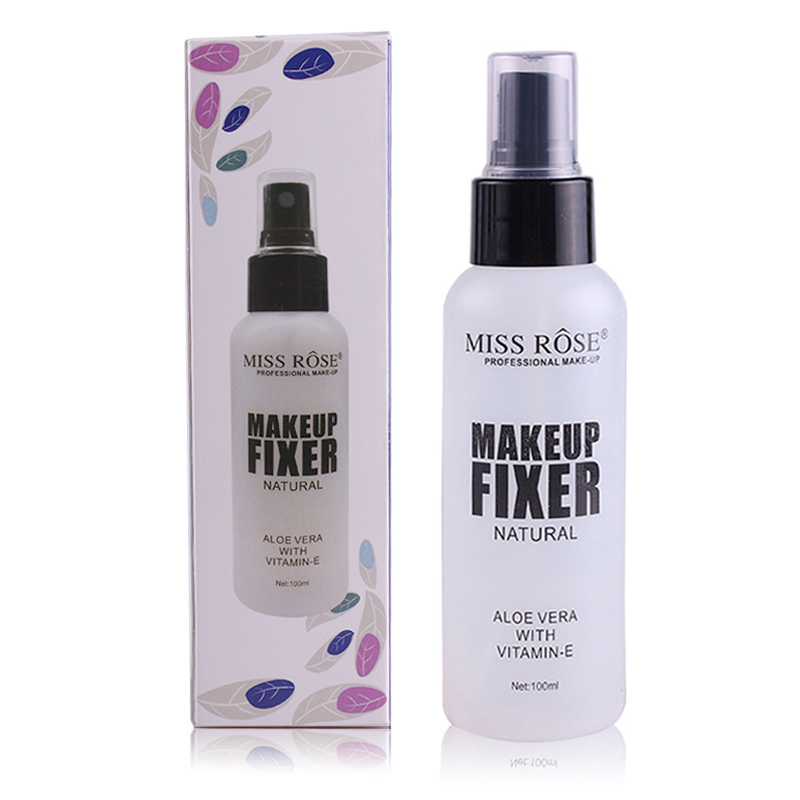 MISS RÔSE®
PROFESSIONAL MAKE-UP
MAKEUP
FIXER
NATURAL
ALOE VERA
WITH
VITAMIN-E
Net:100ml
MISS RÔSE®
PROFESSIONAL MAKE-UP
MAKEUP
FIXER
NATURAL
ALOE VERA
WITH
VITAMIN-E
Net:100ml